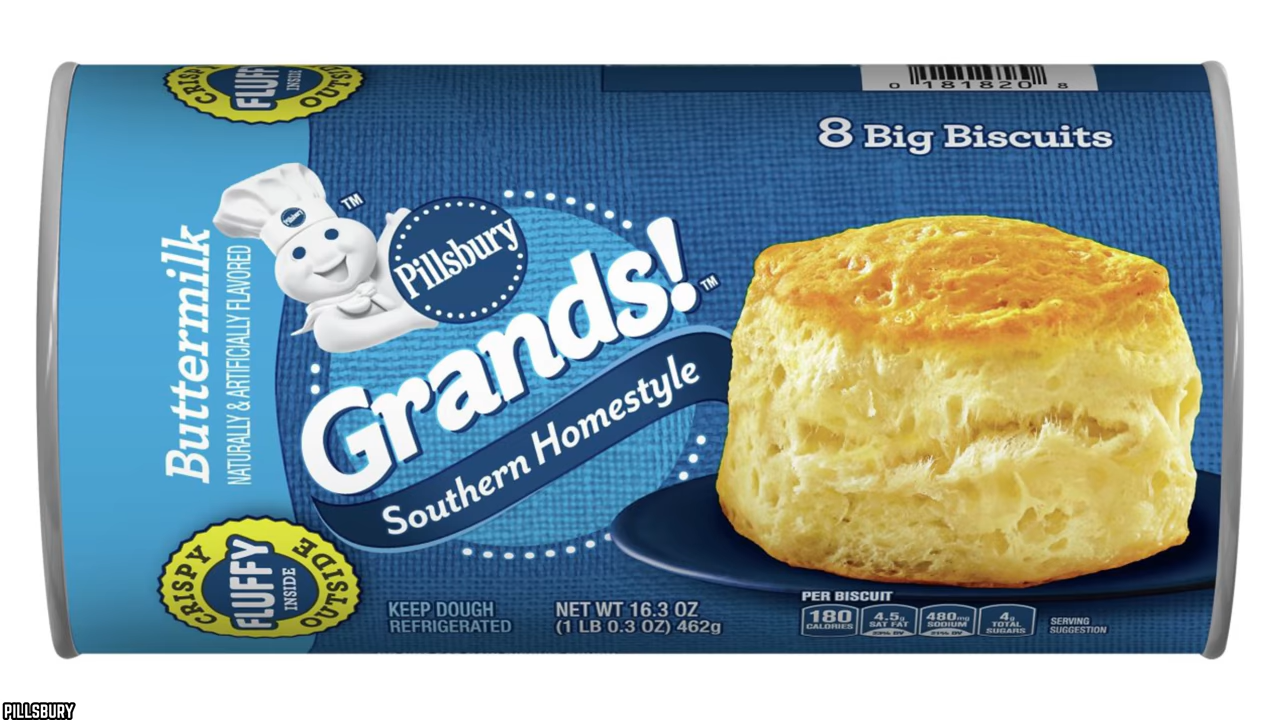 CRISPY
FLUFFY
INSIDE
OUTSIDE
0 181820 8
8 Big Biscuits
Pillsbury
TM
Pillsbury
Grands!
TM
Southern Homestyle
Buttermilk
NATURALLY & ARTIFICIALLY FLAVORED
CRISPY
FLUFFY
INSIDE
OUTSIDE
KEEP DOUGH
REFRIGERATED
NET WT 16.3 OZ
(1 LB 0.3 OZ) 462g
PER BISCUIT
180
CALORIES
4.5g
SAT FAT
480mg
SODIUM
4g
TOTAL
SUGARS
SERVING
SUGGESTION
PILLSBURY